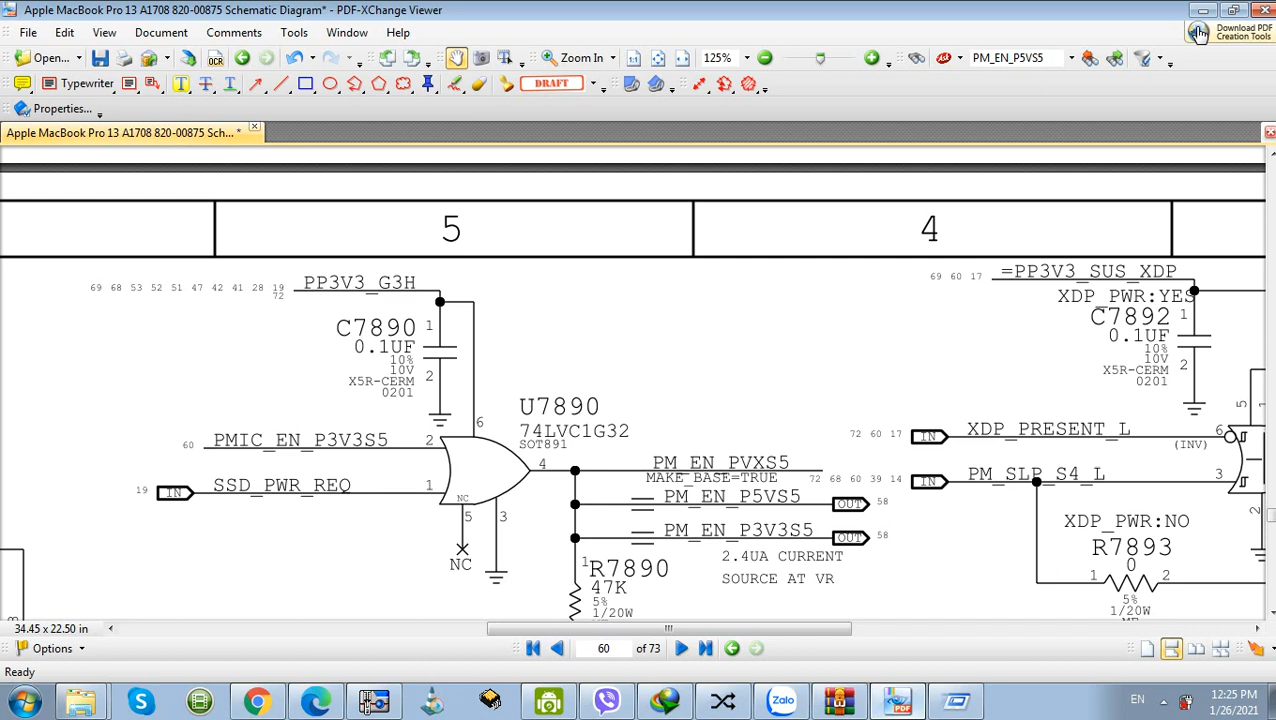 Apple MacBook Pro 13 A1708 820-00875 Schematic Diagram* - PDF-XChange Viewer
File Edit View Document Comments Tools Window Help
Download PDF
Creation Tools
Open... OCR Zoom In 125% PM_EN_P5VS5
Typewriter DRAFT
Properties...
Apple MacBook Pro 13 A1708 820-00875 Sch... *
5 4
69 68 53 52 51 47 42 41 28 19
72
PP3V3_G3H
C7890 1
0.1UF
10%
10V
X5R-CERM 2
0201
69 60 17 =PP3V3_SUS_XDP
XDP_PWR:YES
C7892 1
0.1UF
10%
10V
X5R-CERM 2
0201
U7890
74LVC1G32
SOT891
6
60 PMIC_EN_P3V3S5 2
19 IN SSD_PWR_REQ 1
NC
5 3
NC
4 PM_EN_PVXS5
MAKE_BASE=TRUE
PM_EN_P5VS5 OUT 58
PM_EN_P3V3S5 OUT 58
2.4UA CURRENT
SOURCE AT VR
1 R7890
47K
5%
1/20W
72 60 17 IN XDP_PRESENT_L 6
(INV)
72 68 60 39 14 IN PM_SLP_S4_L 3
5
2
XDP_PWR:NO
R7893
0
1 2
5%
1/20W
34.45 x 22.50 in
Options 60 of 73
Ready
EN 12:25 PM
1/26/2021
Zalo
PDF